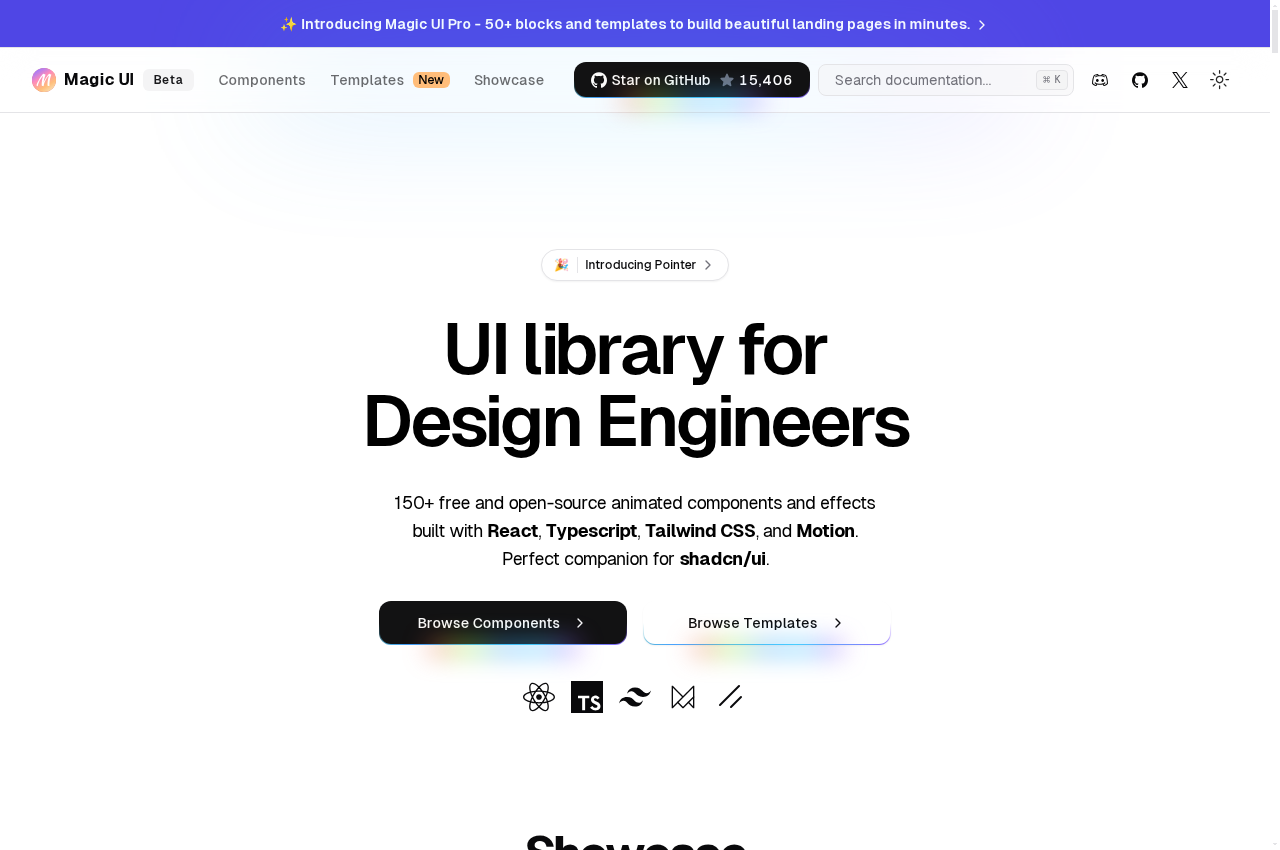 ✨ Introducing Magic UI Pro - 50+ blocks and templates to build beautiful landing pages in minutes.
Magic UI Beta Components Templates New Showcase Star on GitHub 15,406 Search documentation... ⌘ K
🎉 Introducing Pointer
UI library for
Design Engineers
150+ free and open-source animated components and effects
built with React, Typescript, Tailwind CSS, and Motion.
Perfect companion for shadcn/ui.
Browse Components Browse Templates
TS
Showcase